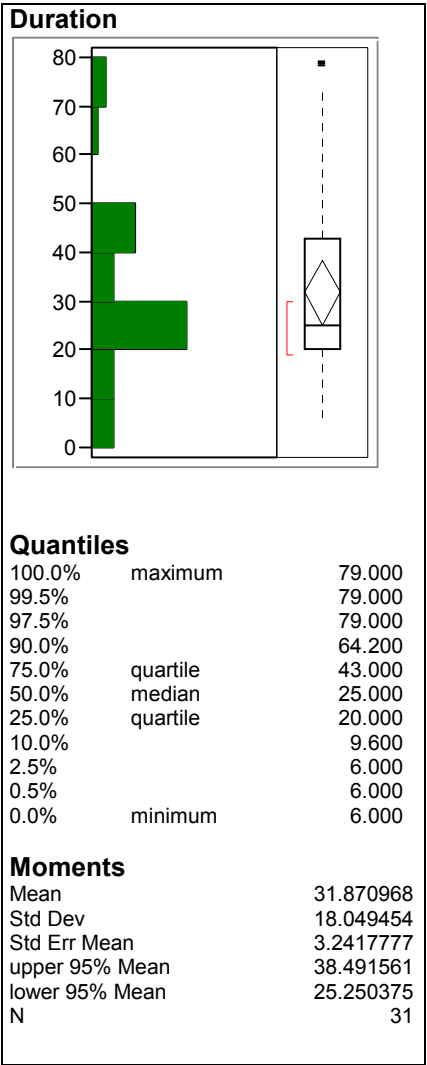 Duration
80
70
60
50
40
30
20
10
0
Quantiles
100.0% maximum 79.000
99.5% 79.000
97.5% 79.000
90.0% 64.200
75.0% quartile 43.000
50.0% median 25.000
25.0% quartile 20.000
10.0% 9.600
2.5% 6.000
0.5% 6.000
0.0% minimum 6.000
Moments
Mean 31.870968
Std Dev 18.049454
Std Err Mean 3.2417777
upper 95% Mean 38.491561
lower 95% Mean 25.250375
N 31